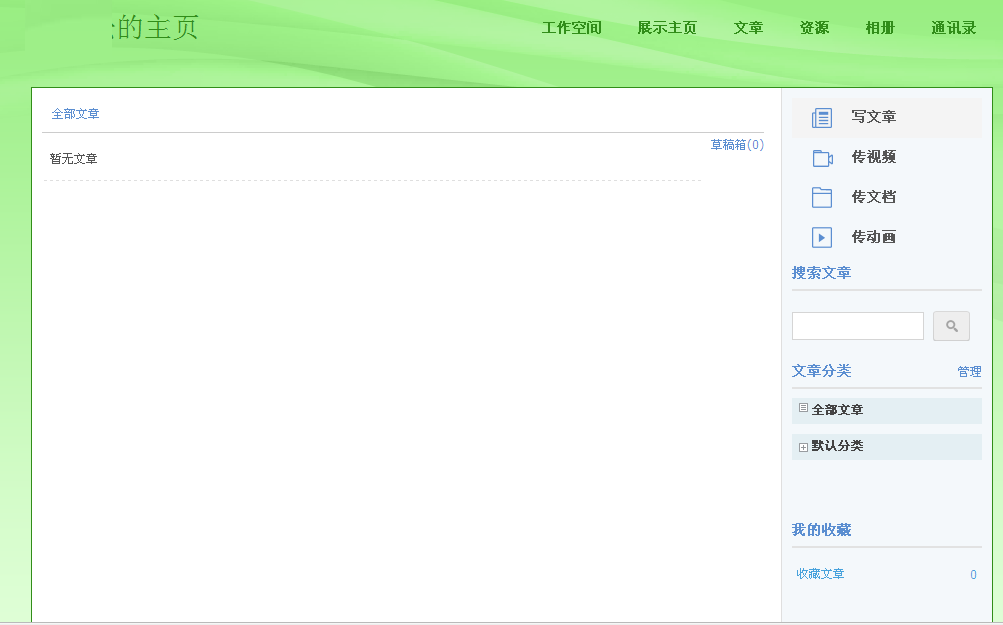 的主页
工作空间 展示主页 文章 资源 相册 通讯录
全部文章
草稿箱(0)
暂无文章
写文章
传视频
传文档
传动画
搜索文章
文章分类 管理
全部文章
默认分类
我的收藏
收藏文章 0